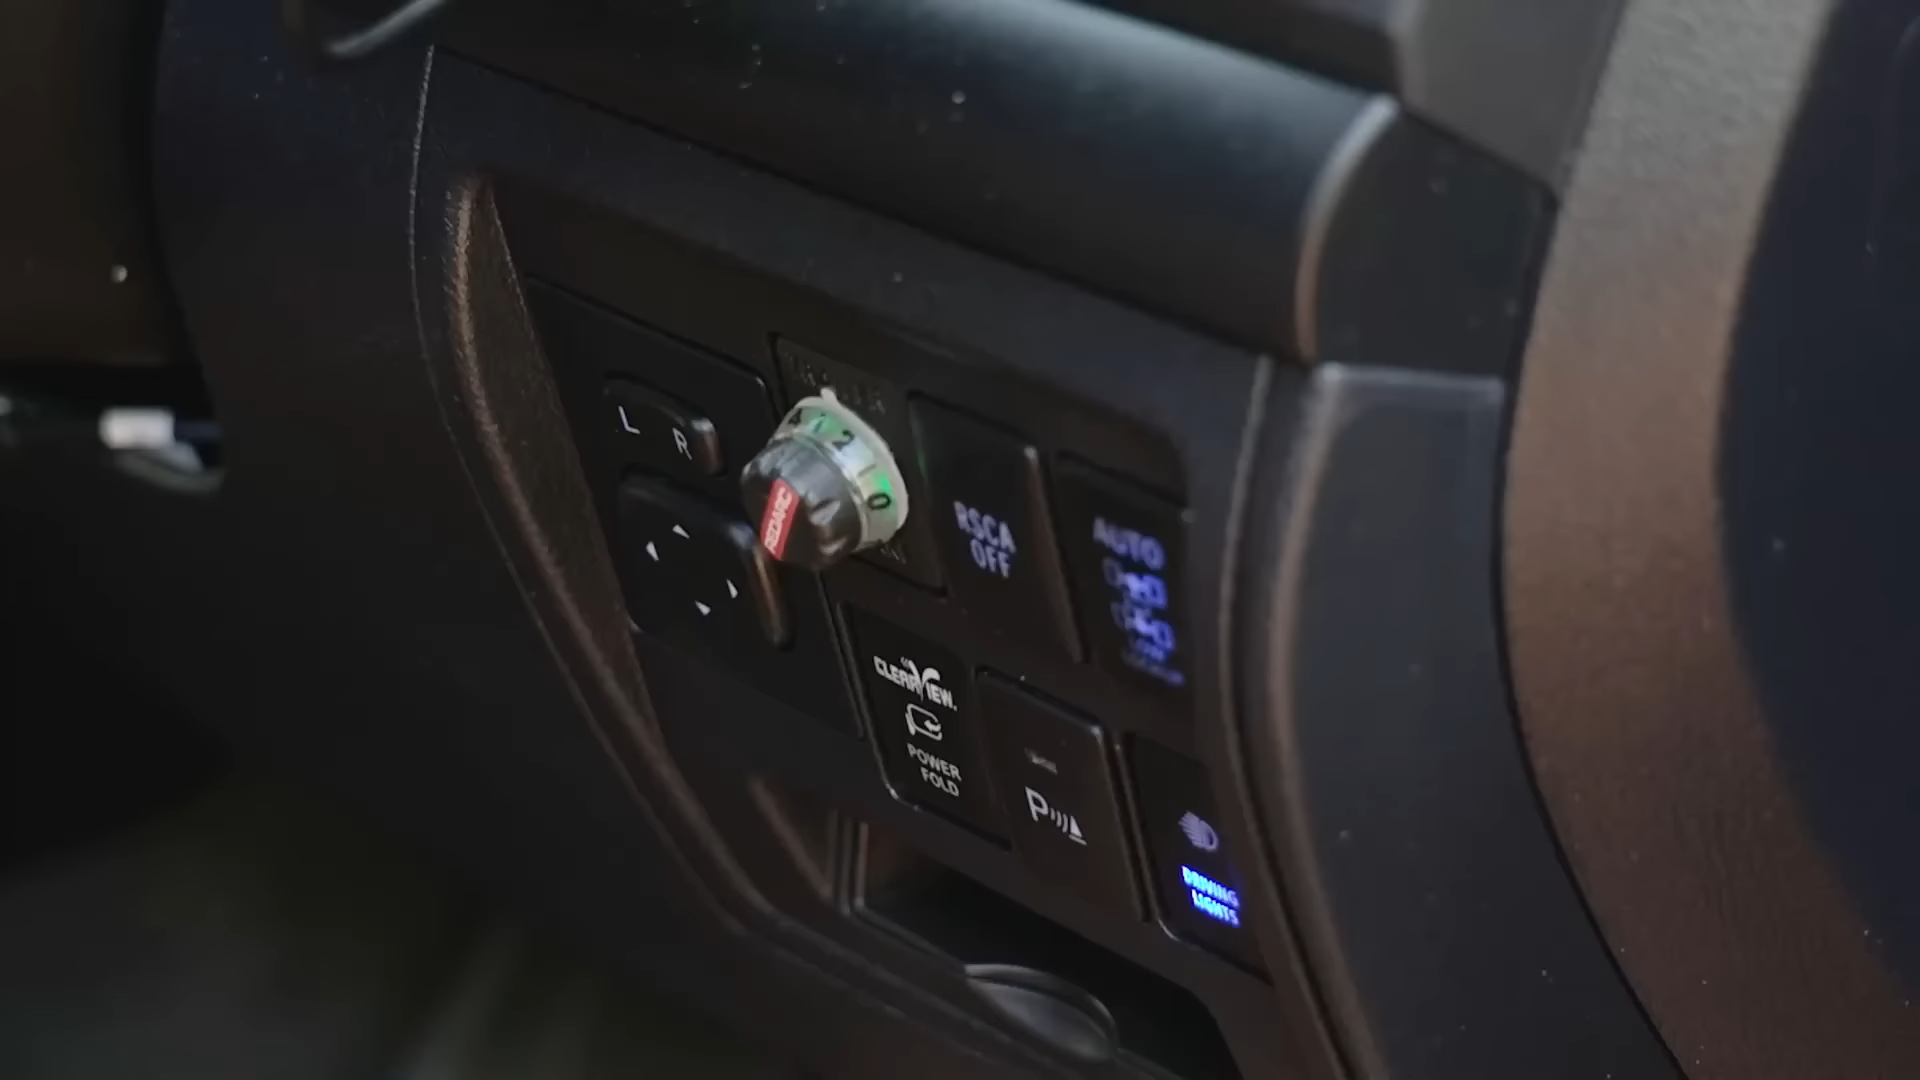 L R
2
1
0
REDARC
RSCA
OFF
AUTO
CLEARVIEW.
POWER
FOLD
P
DRIVING
LIGHTS